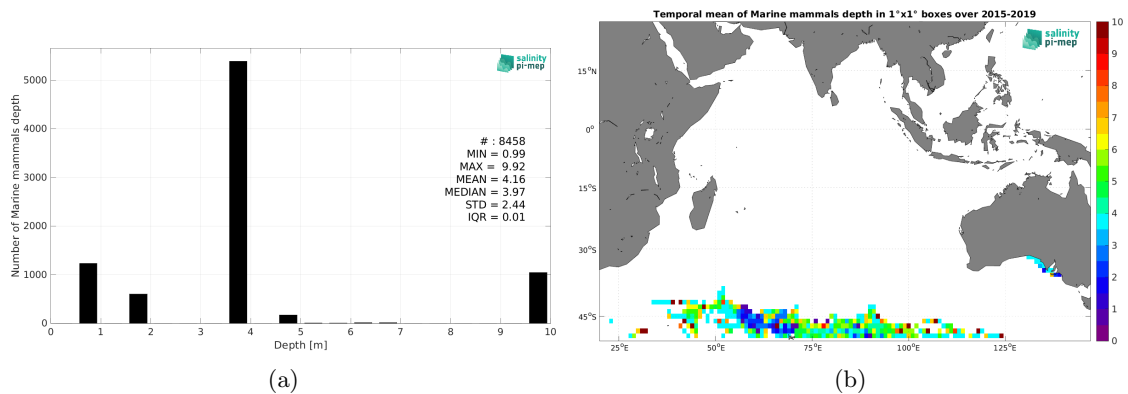 salinity
pi-mep
Number of Marine mammals depth
5000
4000
3000
2000
1000
0
# : 8458
MIN = 0.99
MAX = 9.92
MEAN = 4.16
MEDIAN = 3.97
STD = 2.44
IQR = 0.01
0 1 2 3 4 5 6 7 8 9 10
Depth [m]
(a)
Temporal mean of Marine mammals depth in 1°x1° boxes over 2015-2019
salinity
pi-mep
15°N
0°
15°S
30°S
45°S
25°E 50°E 75°E 100°E 125°E
10
9
8
7
6
5
4
3
2
1
0
(b)